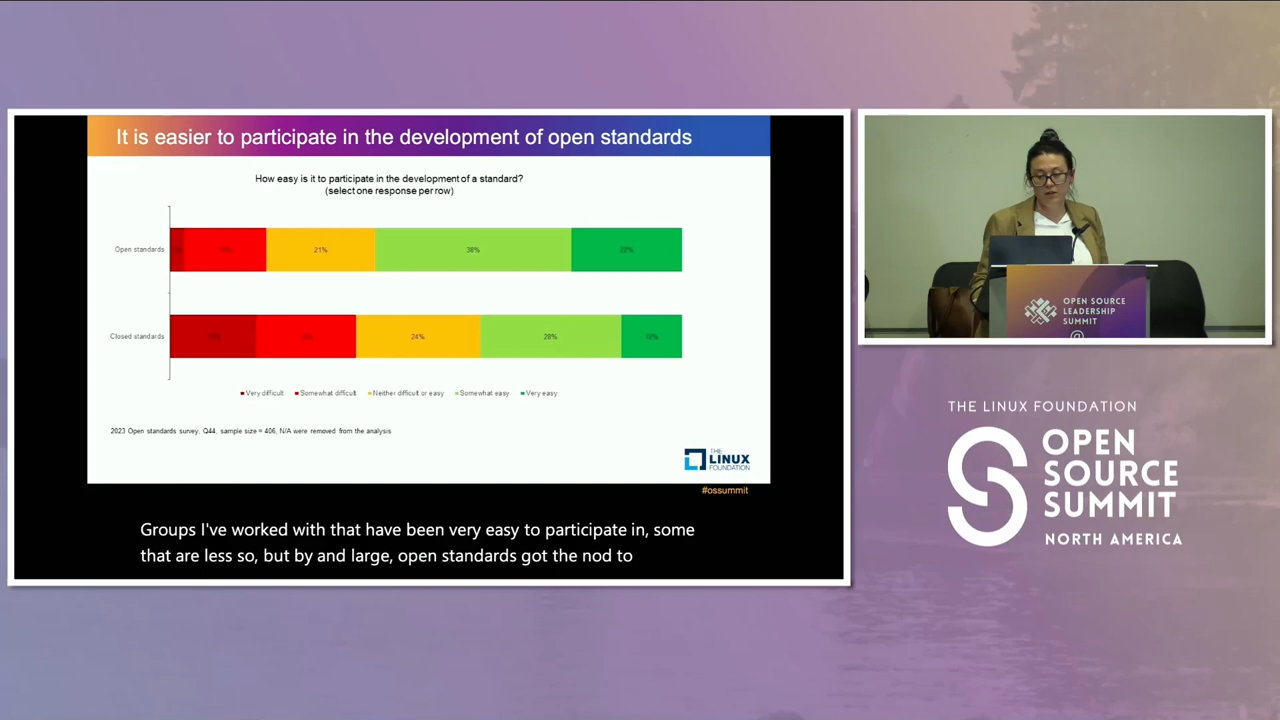 It is easier to participate in the development of open standards
How easy is it to participate in the development of a standard?
(select one response per row)
Open standards
21%
38%
22%
Closed standards
24%
28%
12%
Very difficult
Somewhat difficult
Neither difficult or easy
Somewhat easy
Very easy
2023 Open standards survey, Q44, sample size = 406, N/A were removed from the analysis
THE
LINUX
FOUNDATION
#ossummit
Groups I've worked with that have been very easy to participate in, some
that are less so, but by and large, open standards got the nod to
OPEN SOURCE
LEADERSHIP
SUMMIT
@
THE LINUX FOUNDATION
OPEN
SOURCE
SUMMIT
NORTH AMERICA